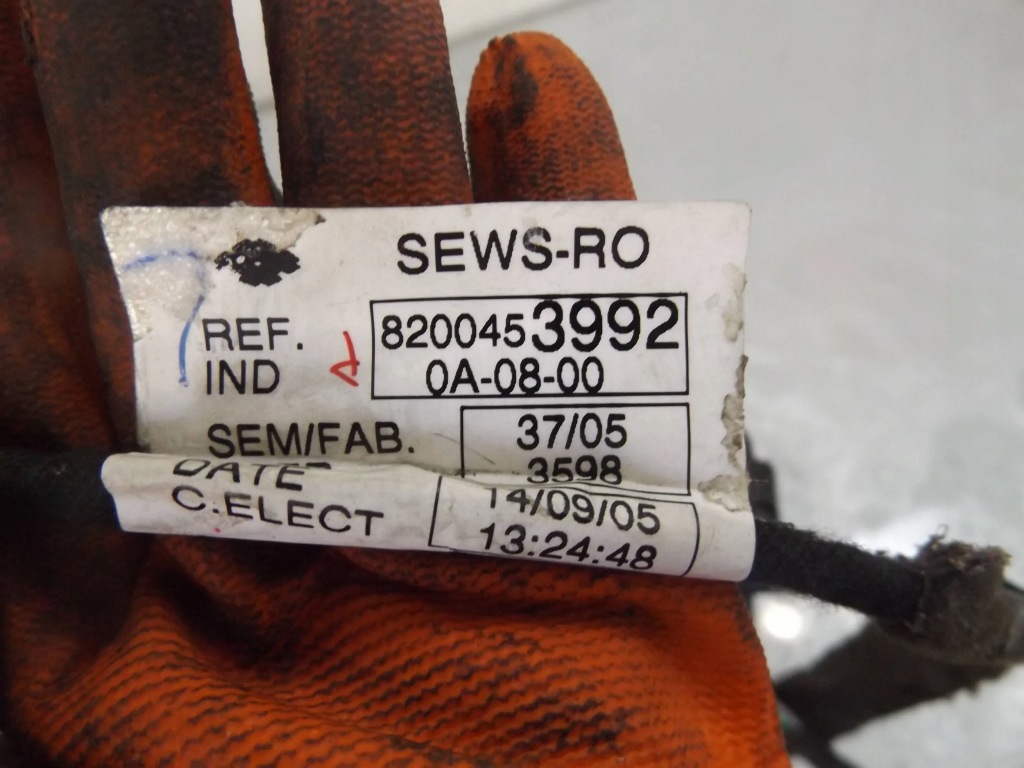 SEWS-RO
REF. 8200453992
IND 0A-08-00
SEM/FAB. 37/05
3598
DATE 14/09/05
C.ELECT 13:24:48